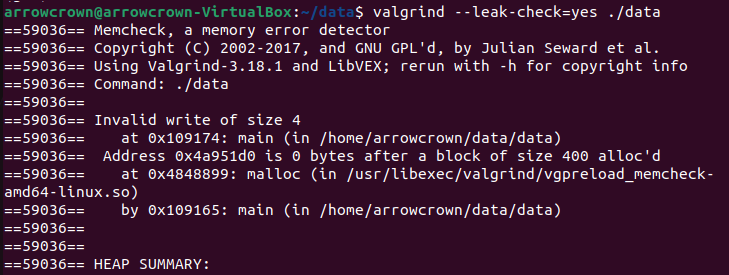 arrowcrown@arrowcrown-VirtualBox:~/data$ valgrind --leak-check=yes ./data
==59036== Memcheck, a memory error detector
==59036== Copyright (C) 2002-2017, and GNU GPL'd, by Julian Seward et al.
==59036== Using Valgrind-3.18.1 and LibVEX; rerun with -h for copyright info
==59036== Command: ./data
==59036==
==59036== Invalid write of size 4
==59036==    at 0x109174: main (in /home/arrowcrown/data/data)
==59036==  Address 0x4a951d0 is 0 bytes after a block of size 400 alloc'd
==59036==    at 0x4848899: malloc (in /usr/libexec/valgrind/vgpreload_memcheck-
amd64-linux.so)
==59036==    by 0x109165: main (in /home/arrowcrown/data/data)
==59036==
==59036==
==59036== HEAP SUMMARY: